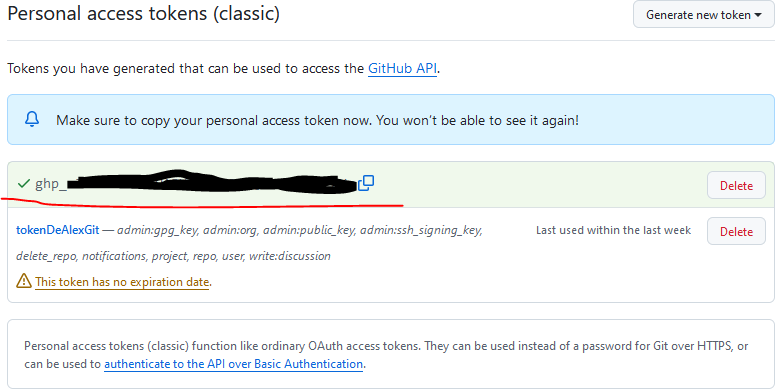 Personal access tokens (classic)
Generate new token
Tokens you have generated that can be used to access the GitHub API.
Make sure to copy your personal access token now. You won't be able to see it again!
ghp_
Delete
tokenDeAlexGit — admin:gpg_key, admin:org, admin:public_key, admin:ssh_signing_key,
delete_repo, notifications, project, repo, user, write:discussion
Last used within the last week
Delete
This token has no expiration date.
Personal access tokens (classic) function like ordinary OAuth access tokens. They can be used instead of a password for Git over HTTPS, or
can be used to authenticate to the API over Basic Authentication.